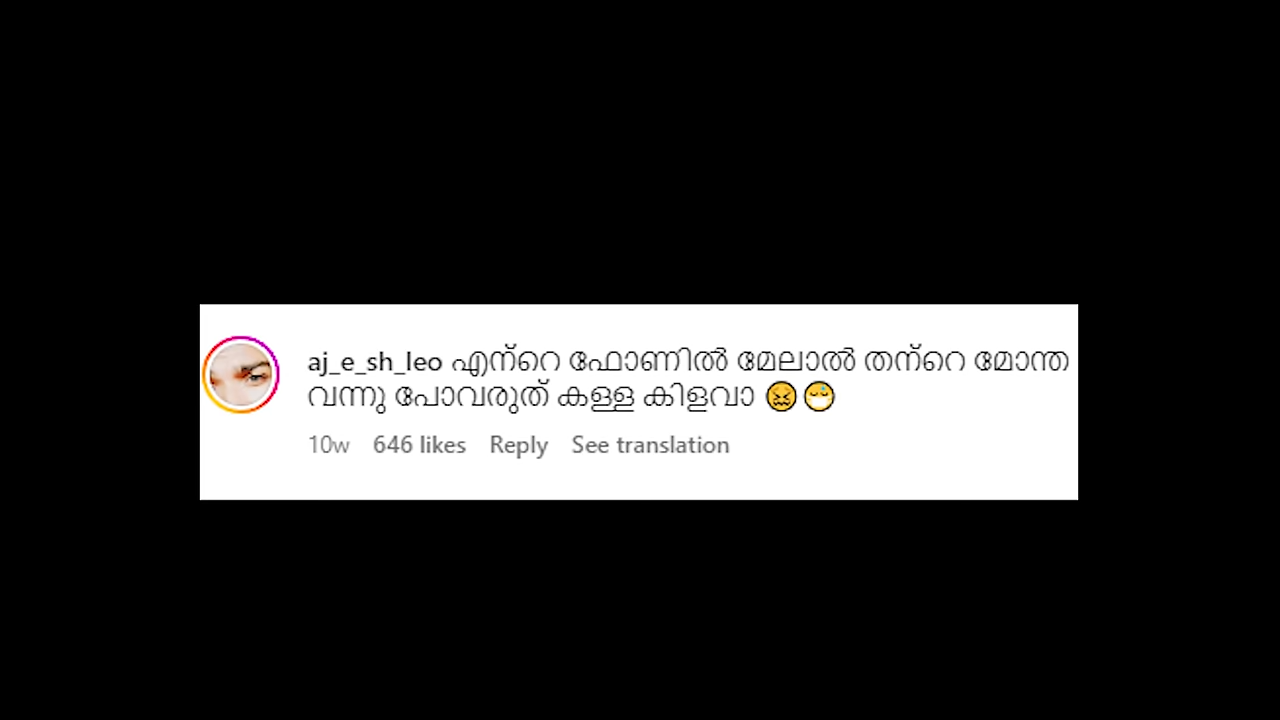 aj_e_sh_leo എന്റെ ഫോണിൽ മേലാൽ തന്റെ മോന്ത
വന്നു പോവരുത് കള്ള കിളവാ 😖😷
10w 646 likes Reply See translation